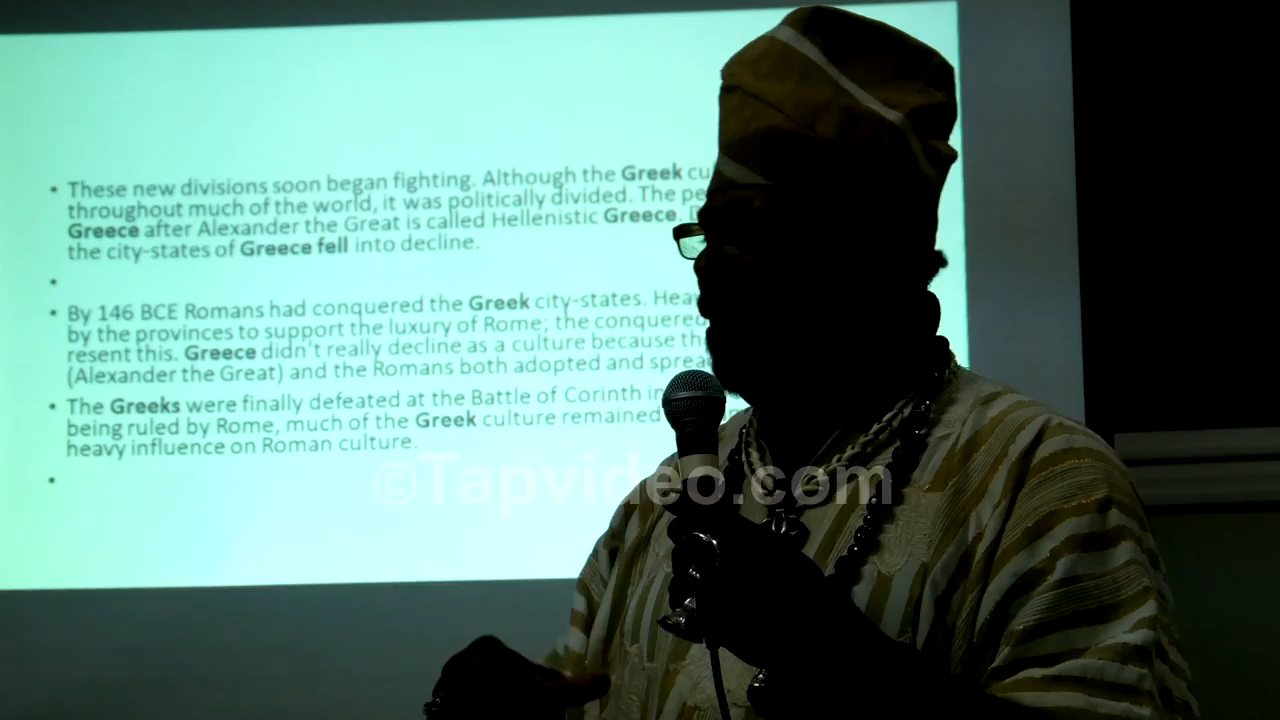 • These new divisions soon began fighting. Although the Greek
throughout much of the world, it was politically divided. The
Greece after Alexander the Great is called Hellenistic Greece.
the city-states of Greece fell into decline.
•
• By 146 BCE Romans had conquered the Greek city-states.
by the provinces to support the luxury of Rome; the conquered
resent this. Greece didn't really decline as a culture because
(Alexander the Great) and the Romans both adopted and
• The Greeks were finally defeated at the Battle of Corinth in
being ruled by Rome, much of the Greek culture remained
heavy influence on Roman culture.
•
©Tapvideo.com